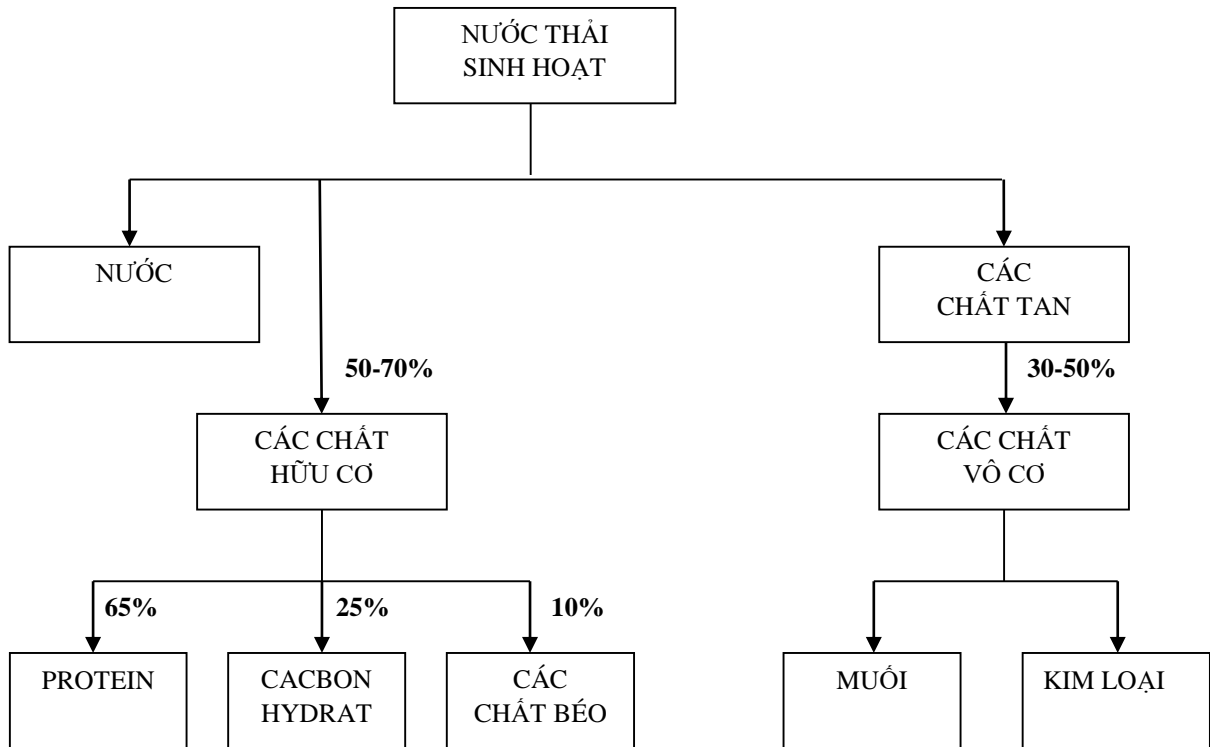 NƯỚC THẢI
SINH HOẠT
NƯỚC
CÁC
CHẤT TAN
50-70%
30-50%
CÁC CHẤT
HỮU CƠ
CÁC CHẤT
VÔ CƠ
65%
25%
10%
PROTEIN
CACBON
HYDRAT
CÁC
CHẤT BÉO
MUỐI
KIM LOẠI